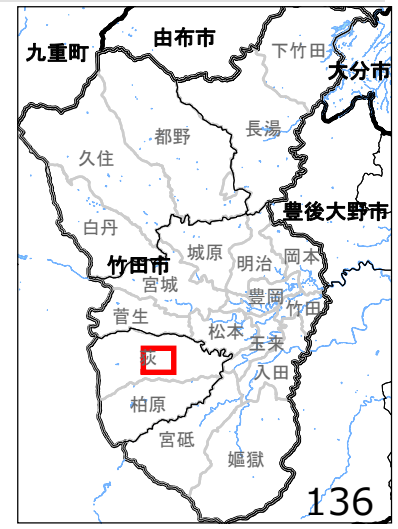 由布市
九重町
下竹田
大分市
長湯
都野
久住
豊後大野市
白丹
城原
岡本
明治
竹田市
宮城
豊岡
竹田
菅生
松本
玉来
荻
入田
柏原
宮砥
嫗獄
136